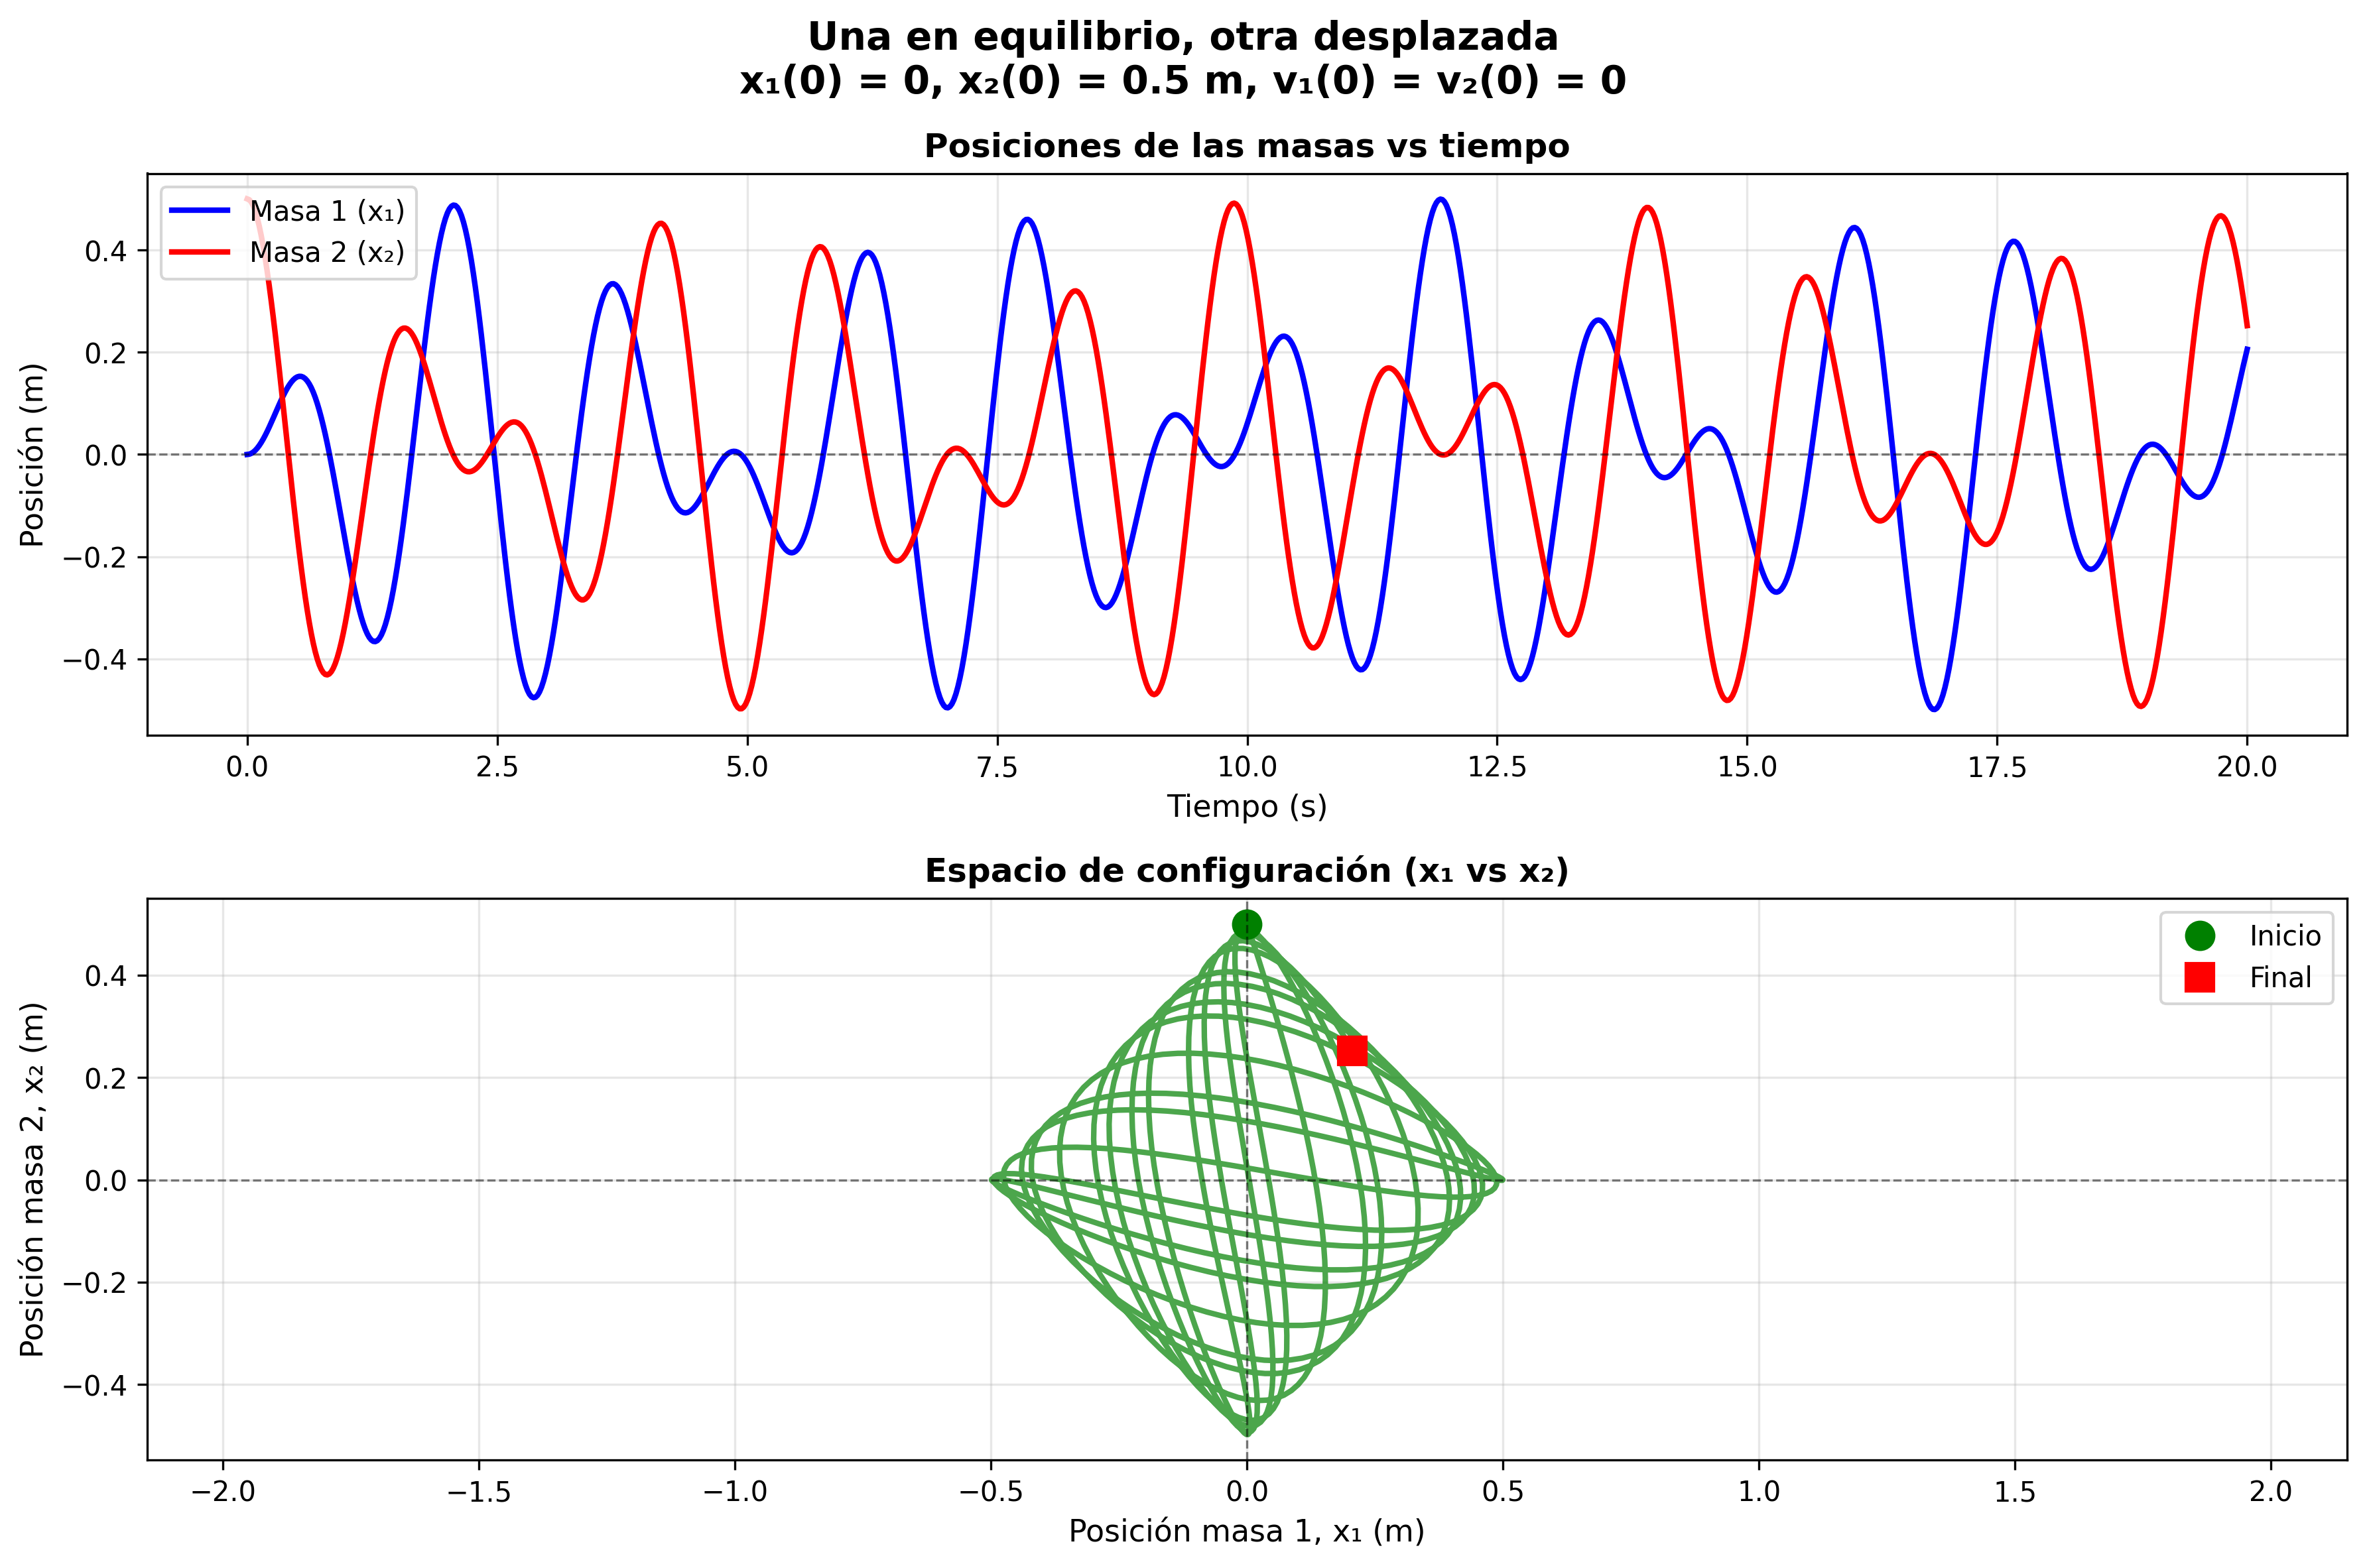 Una en equilibrio, otra desplazada
x₁(0) = 0, x₂(0) = 0.5 m, v₁(0) = v₂(0) = 0
Posiciones de las masas vs tiempo
Masa 1 (x₁)
Masa 2 (x₂)
Posición (m)
0.4
0.2
0.0
−0.2
−0.4
0.0 2.5 5.0 7.5 10.0 12.5 15.0 17.5 20.0
Tiempo (s)
Espacio de configuración (x₁ vs x₂)
Inicio
Final
Posición masa 2, x₂ (m)
0.4
0.2
0.0
−0.2
−0.4
−2.0 −1.5 −1.0 −0.5 0.0 0.5 1.0 1.5 2.0
Posición masa 1, x₁ (m)